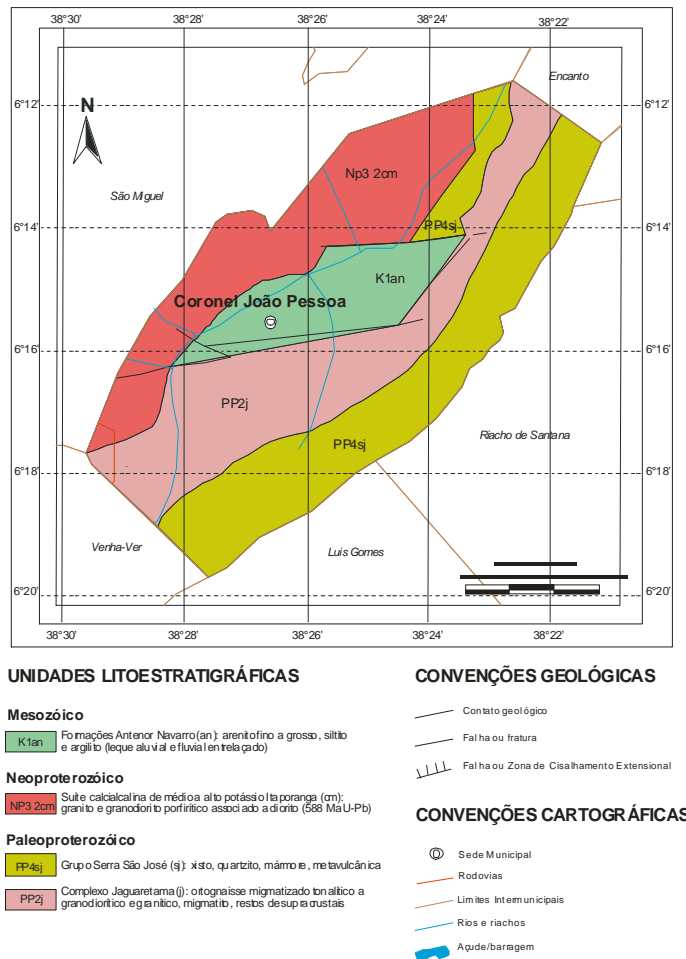 38°30'
38°28'
38°26'
38°24'
38°22'
Encanto
6°12'
6°12'
N
Np3 2cm
São Miguel
6°14'
PP4sj
6°14'
K1an
Coronel João Pessoa
6°16'
6°16'
PP2j
PP4sj
Riacho de Santana
6°18'
6°18'
Venha-Ver
Luis Gomes
6°20'
6°20'
38°30'
38°28'
38°26'
38°24'
38°22'
UNIDADES LITOESTRATIGRÁFICAS
Mesozóico
K1an
Formações Antenor Navarro (an): arenito fino a grosso, siltito
e argilito (leque aluvial e fluvial entrelaçado)
Neoproterozóico
NP3 2cm
Suíte calcialcalina de médio a alto potássio Itaporanga (cm):
granito e granodiorito porfirítico associado a diorito (588 Ma U-Pb)
Paleoproterozóico
PP4sj
Grupo Serra São José (sj): xisto, quartzito, mármore, metavulcânica
PP2j
Complexo Jaguaretama (j): ortognaisse migmatizado tonalítico a
granodiorítico e granítico, migmatito, restos de supracrustais
CONVENÇÕES GEOLÓGICAS
Contato geológico
Falha ou fratura
Falha ou Zona de Cisalhamento Extensional
CONVENÇÕES CARTOGRÁFICAS
Sede Municipal
Rodovias
Limites Intermunicipais
Rios e riachos
Açude/barragem